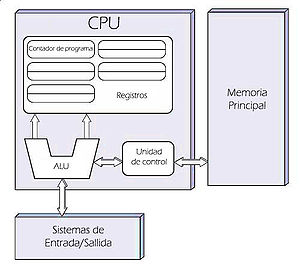 CPU
Contador de programa
Registros
Memoria
Principal
ALU
Unidad
de control
Sistemas de
Entrada/Sallida